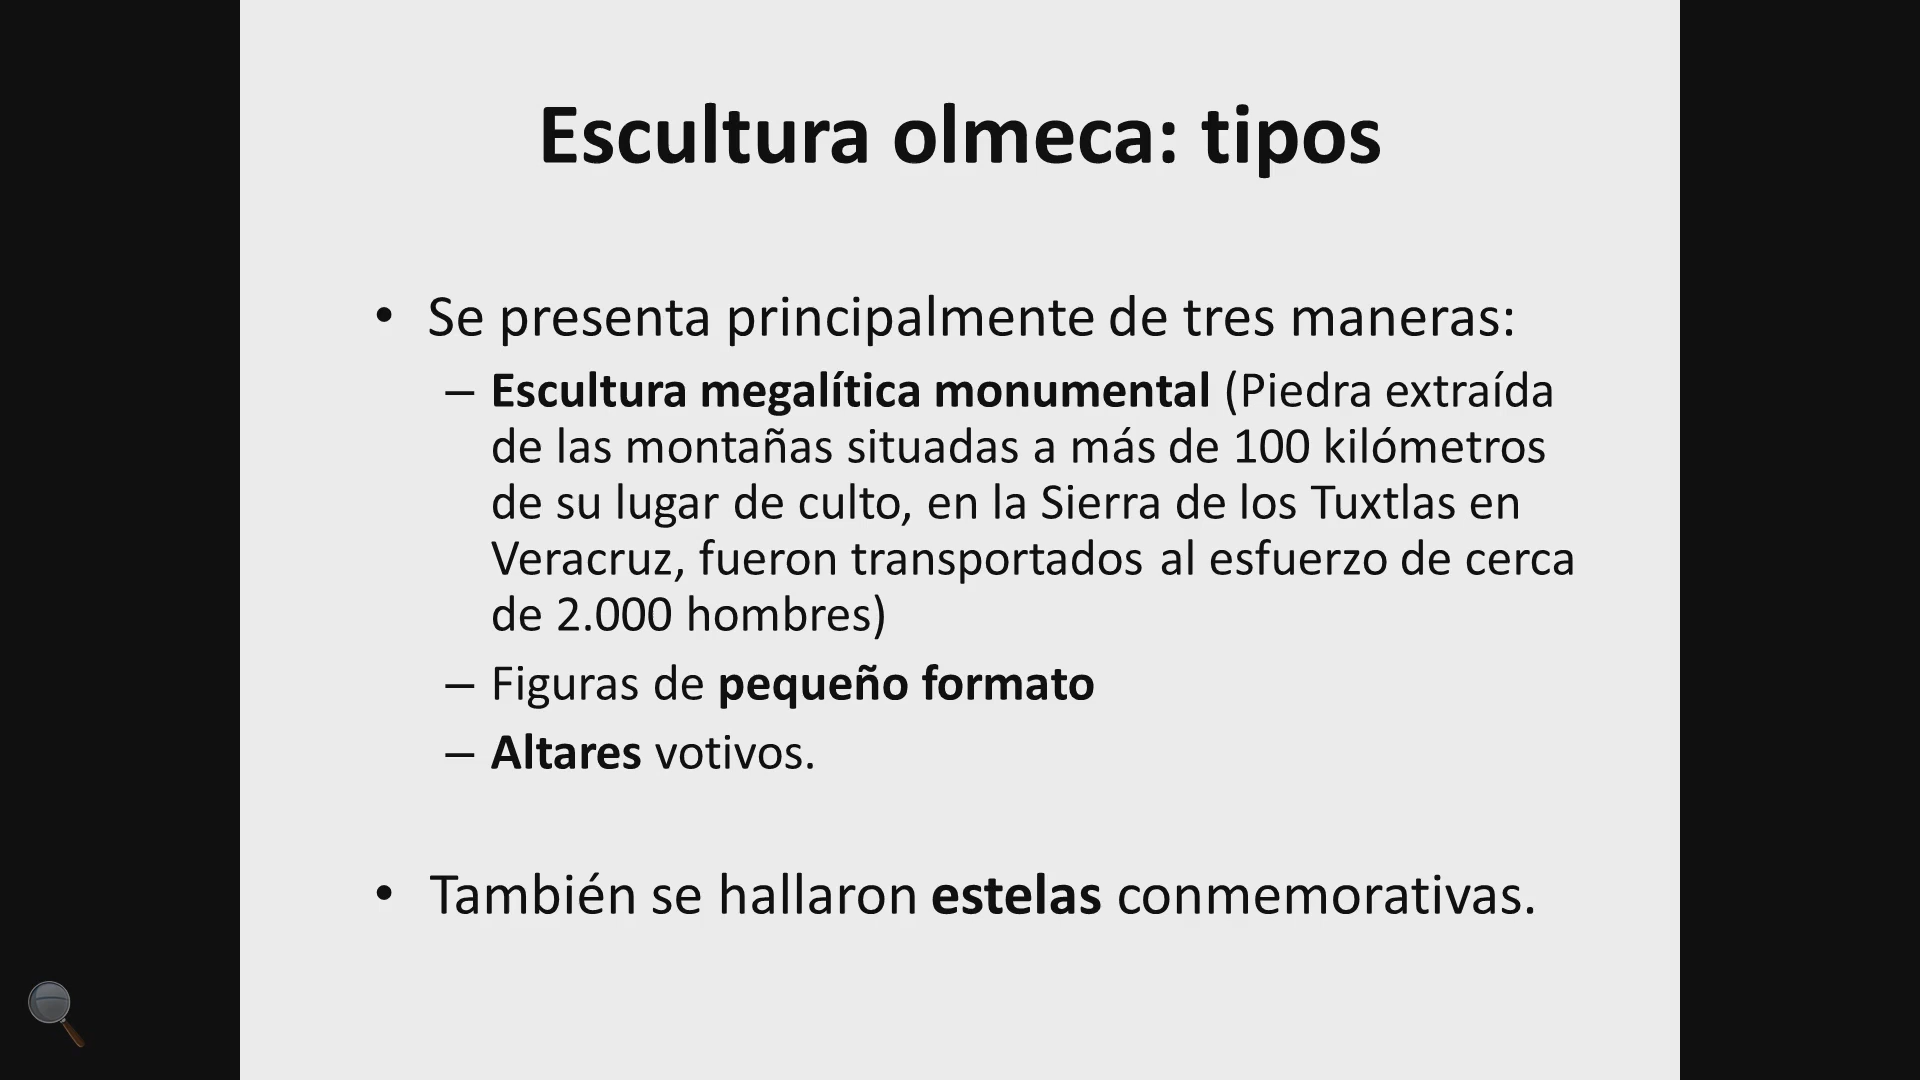 Escultura olmeca: tipos
• Se presenta principalmente de tres maneras:
– Escultura megalítica monumental (Piedra extraída
de las montañas situadas a más de 100 kilómetros
de su lugar de culto, en la Sierra de los Tuxtlas en
Veracruz, fueron transportados al esfuerzo de cerca
de 2.000 hombres)
– Figuras de pequeño formato
– Altares votivos.
• También se hallaron estelas conmemorativas.